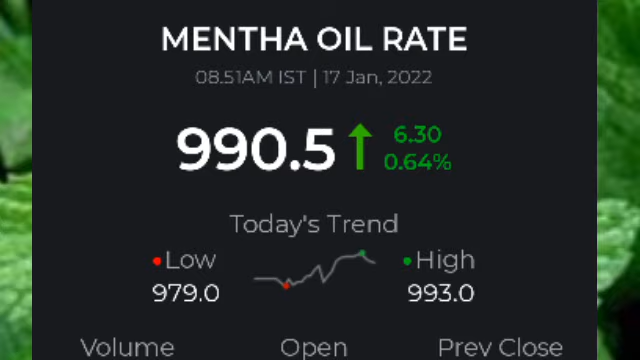 MENTHA OIL RATE
08.51AM IST | 17 Jan, 2022
990.5 6.30
0.64%
Today's Trend
Low High
979.0 993.0
Volume Open Prev Close